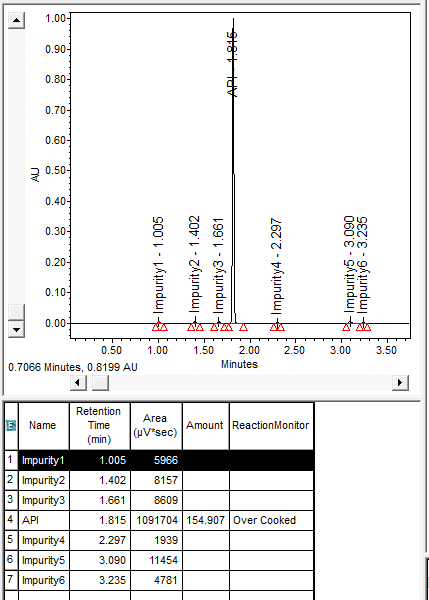 1.00
0.90
0.80
0.70
0.60
0.50
0.40
0.30
0.20
0.10
0.00
AU
Impurity1 - 1.005
Impurity2 - 1.402
Impurity3 - 1.661
API - 1.815
Impurity4 - 2.297
Impurity5 - 3.090
Impurity6 - 3.235
0.50 1.00 1.50 2.00 2.50 3.00 3.50
Minutes
0.7066 Minutes, 0.8199 AU
Name Retention Time (min) Area (µV*sec) Amount ReactionMonitor
1 Impurity1 1.005 5966
2 Impurity2 1.402 8157
3 Impurity3 1.661 8609
4 API 1.815 1091704 154.907 Over Cooked
5 Impurity4 2.297 1939
6 Impurity5 3.090 11454
7 Impurity6 3.235 4781